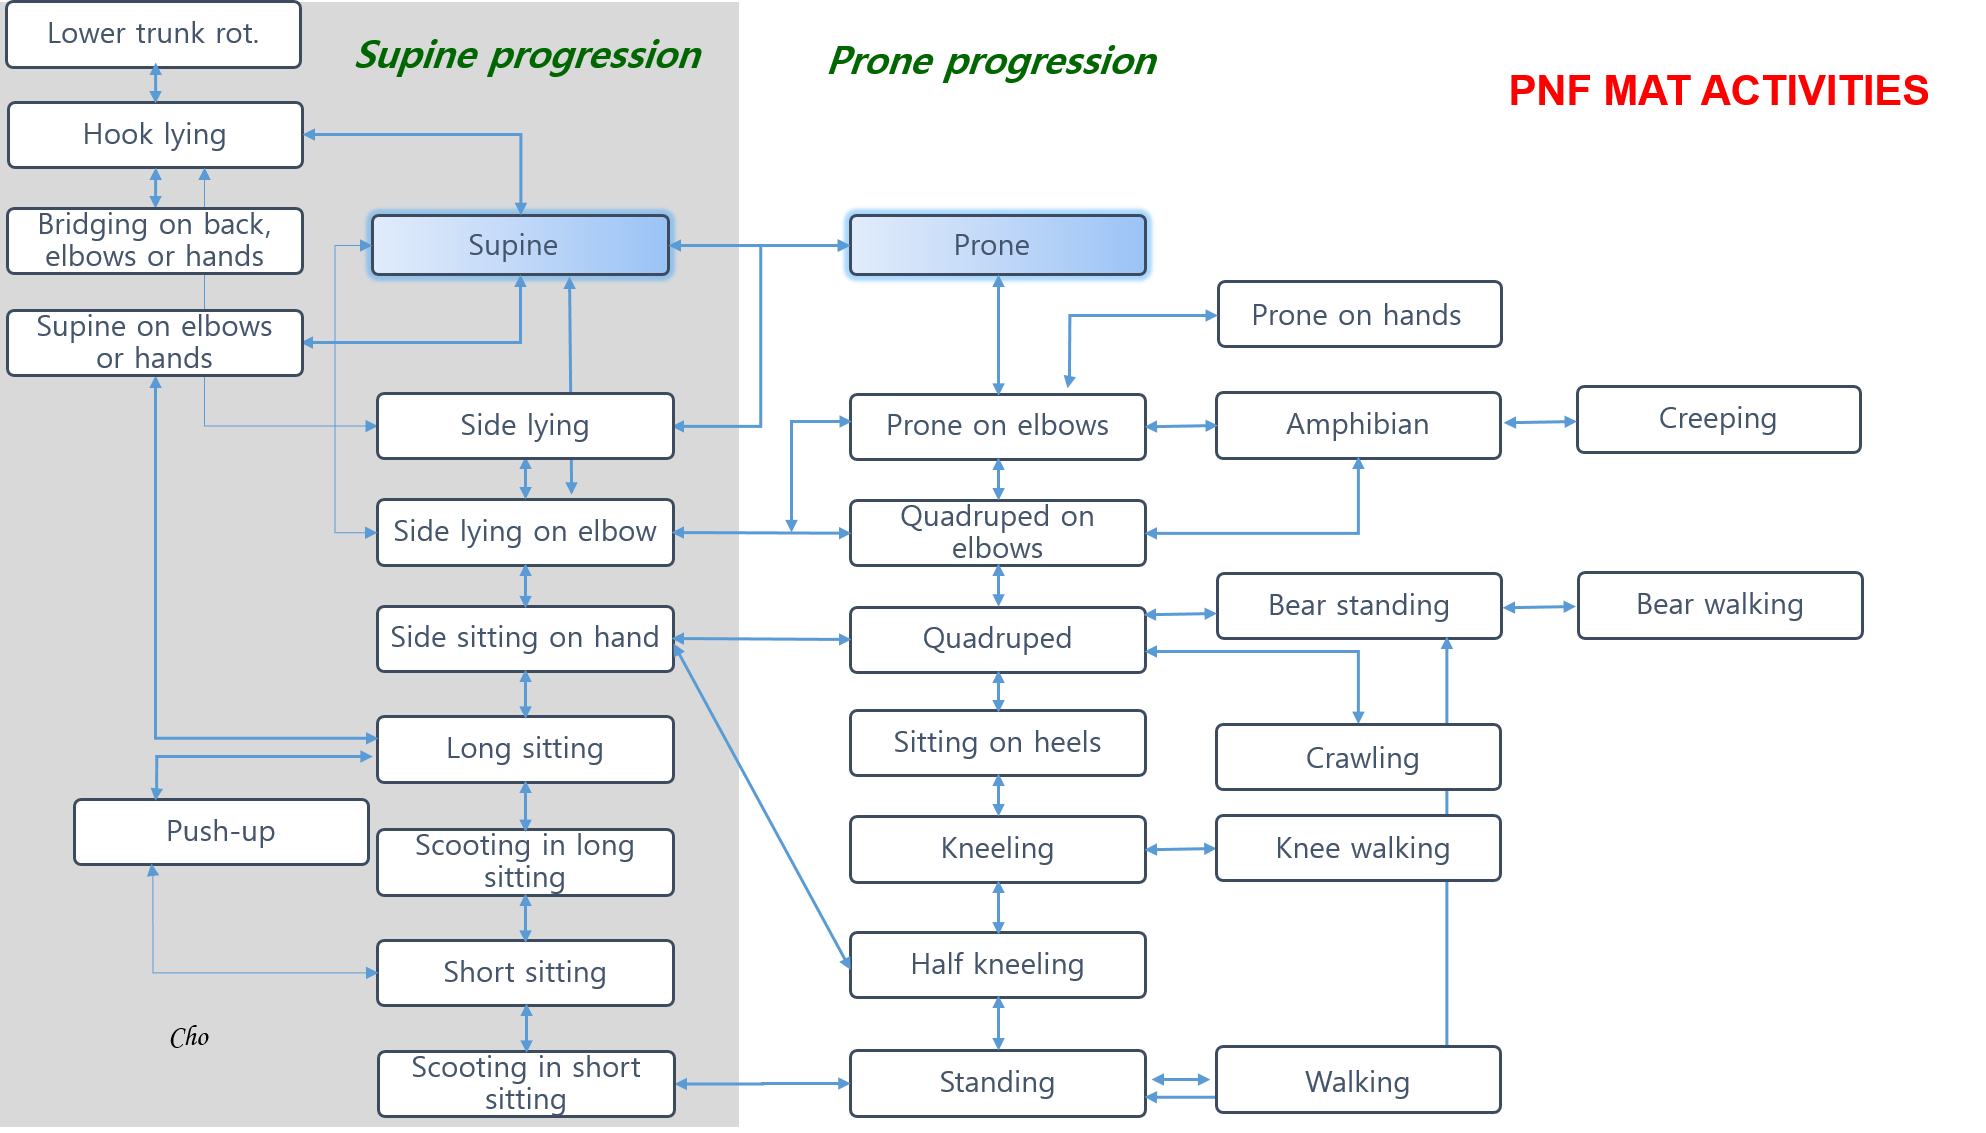 Lower trunk rot.
Supine progression
Prone progression
PNF MAT ACTIVITIES
Hook lying
Bridging on back,
elbows or hands
Supine
Prone
Supine on elbows
or hands
Prone on hands
Side lying
Prone on elbows
Amphibian
Creeping
Side lying on elbow
Quadruped on
elbows
Side sitting on hand
Quadruped
Bear standing
Bear walking
Long sitting
Sitting on heels
Crawling
Push-up
Scooting in long
sitting
Kneeling
Knee walking
Short sitting
Half kneeling
Cho
Scooting in short
sitting
Standing
Walking